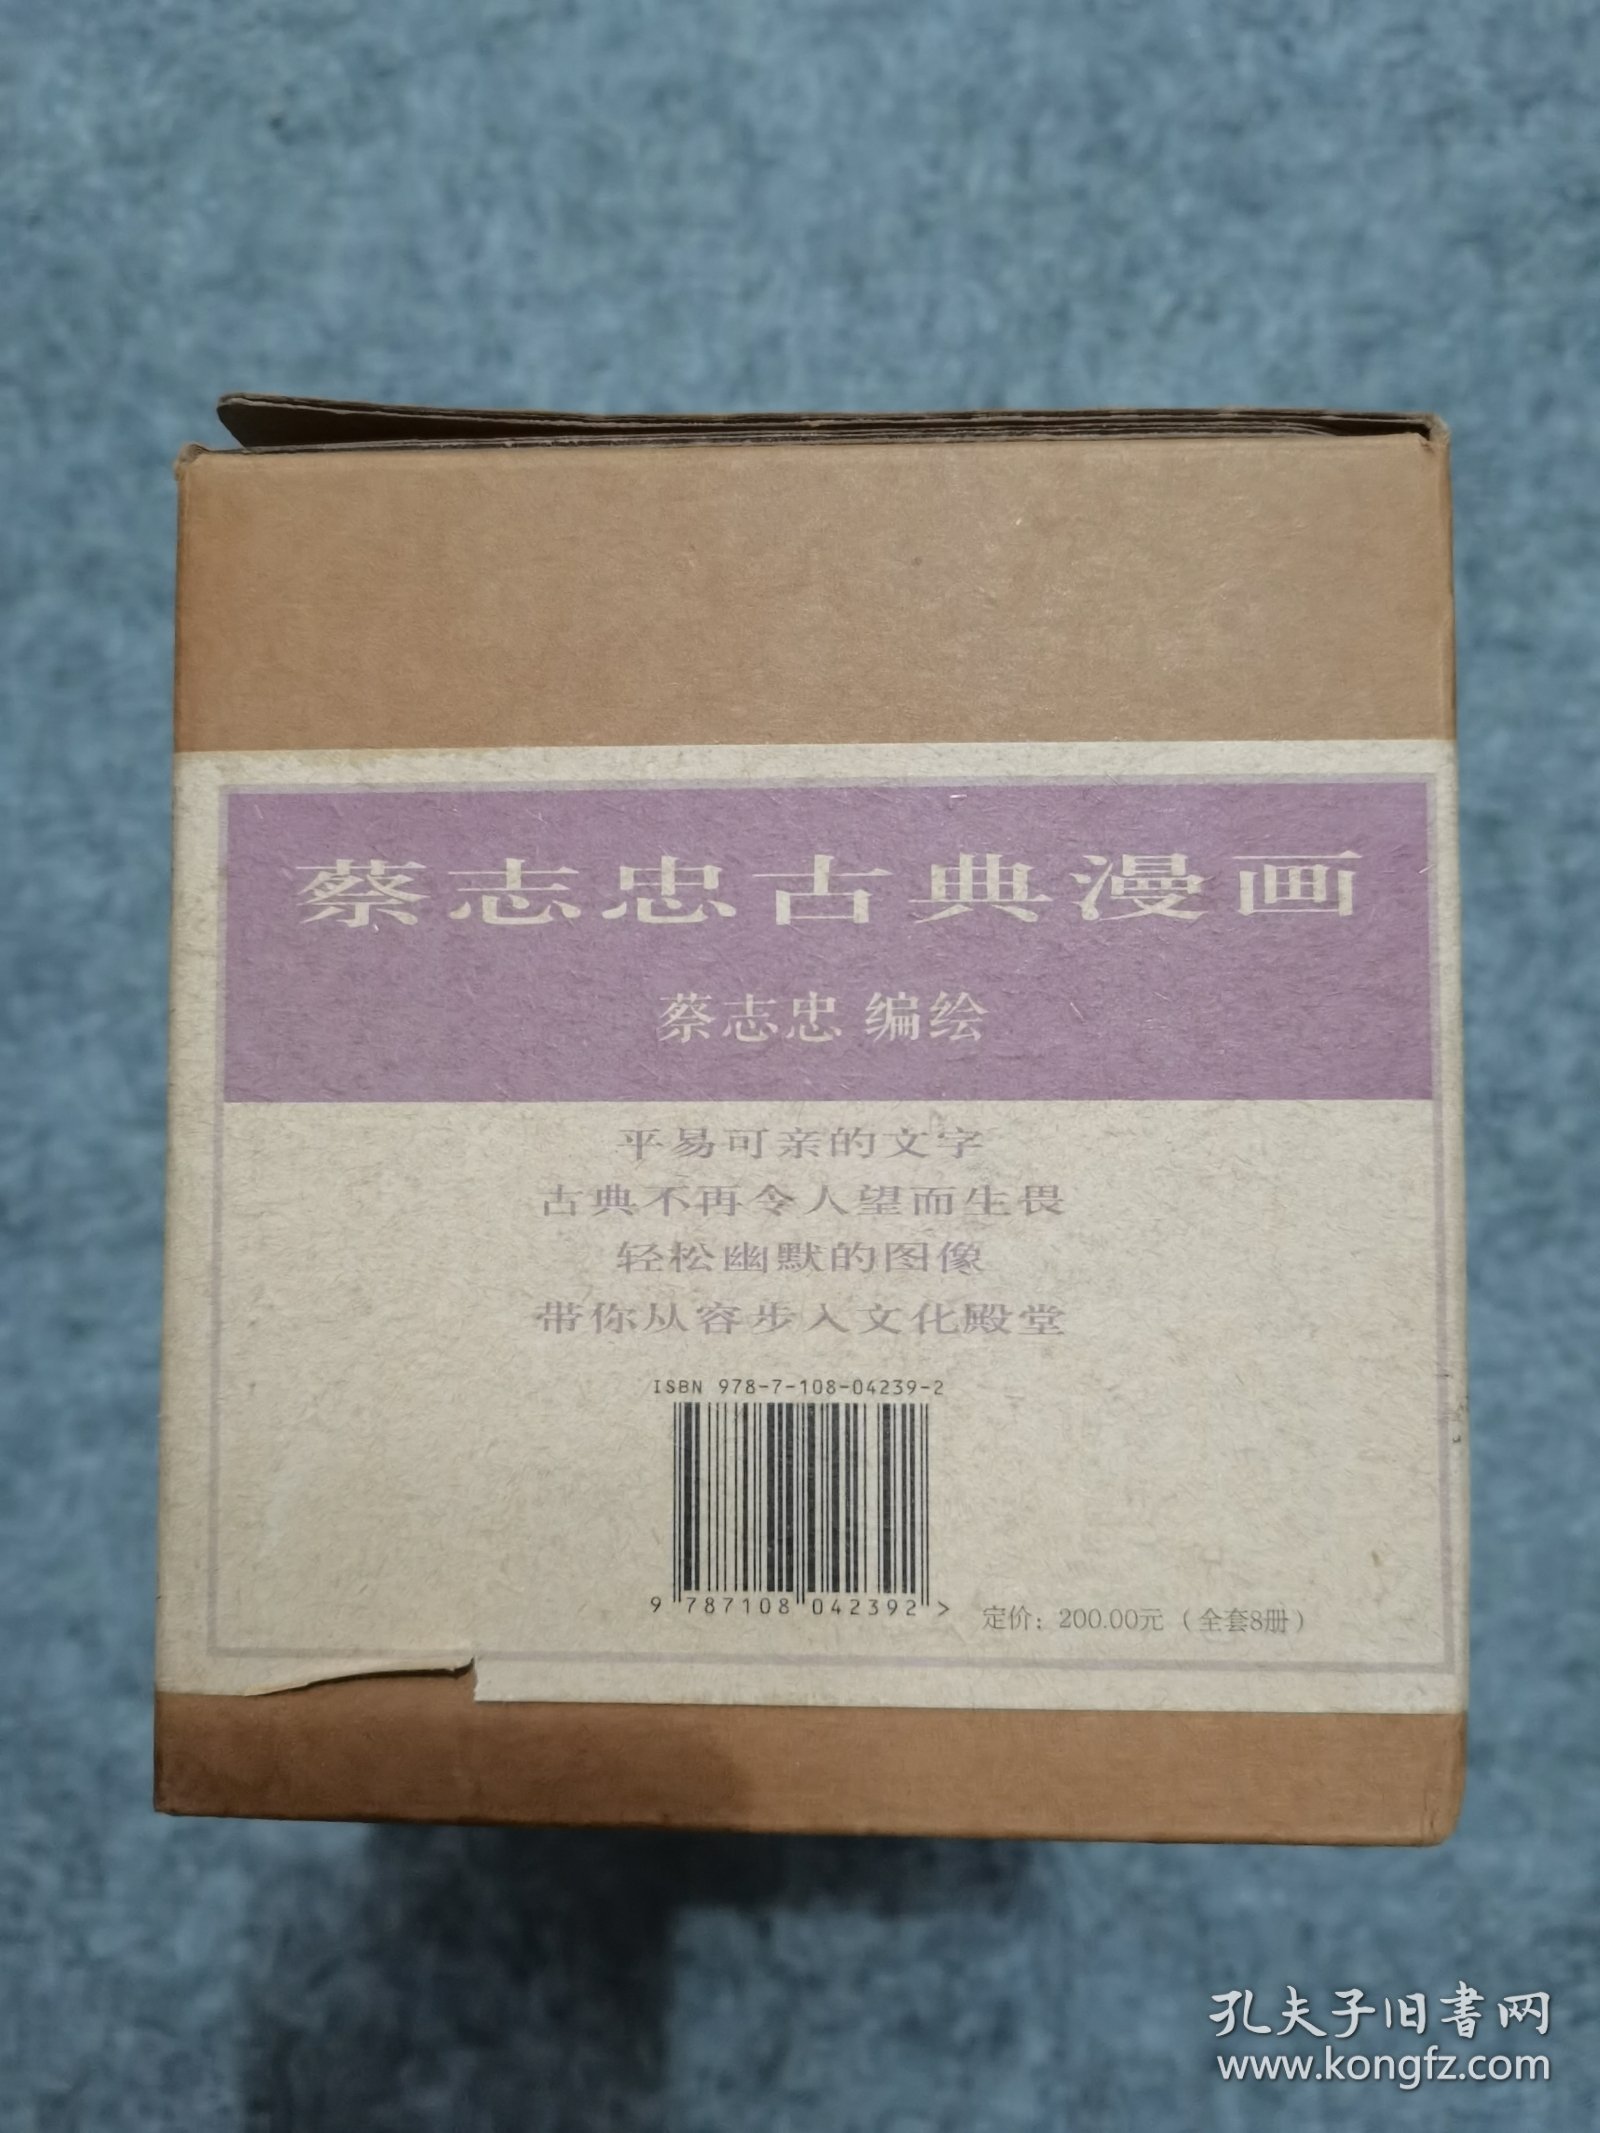 蔡志忠古典漫画
蔡志忠 编绘
平易可亲的文字
古典不再令人望而生畏
轻松幽默的图像
带你从容步入文化殿堂
ISBN 978-7-108-04239-2
9 787108 042392 >
定价：200.00元（全套8册）
孔夫子旧书网
www.kongfz.com